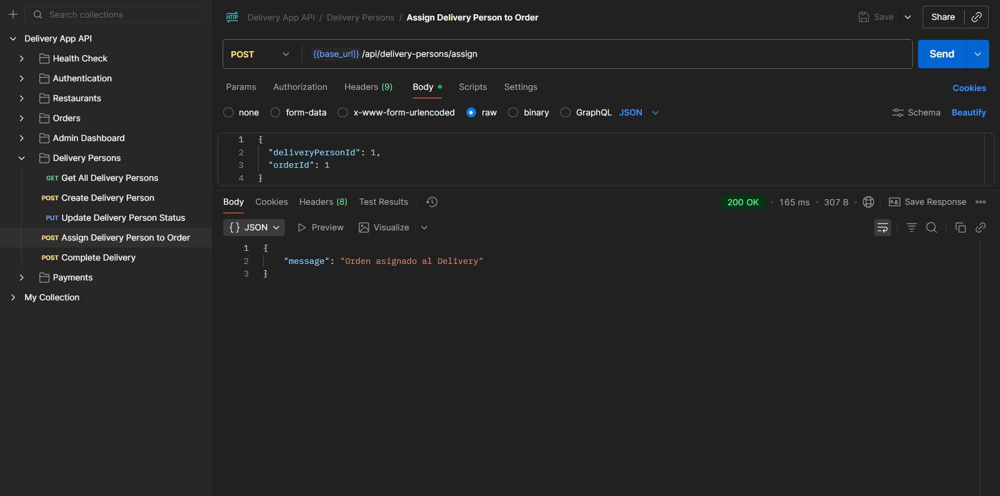 Search collections
Delivery App API
Health Check
Authentication
Restaurants
Orders
Admin Dashboard
Delivery Persons
GET Get All Delivery Persons
POST Create Delivery Person
PUT Update Delivery Person Status
POST Assign Delivery Person to Order
POST Complete Delivery
Payments
My Collection
HTTP Delivery App API / Delivery Persons / Assign Delivery Person to Order
Save Share
POST {{base_url}} /api/delivery-persons/assign Send
Params Authorization Headers (9) Body Scripts Settings Cookies
none form-data x-www-form-urlencoded raw binary GraphQL JSON Schema Beautify
1 {
2 "deliveryPersonId": 1,
3 "orderId": 1
4 }
Body Cookies Headers (8) Test Results 200 OK • 165 ms • 307 B • e.g. Save Response
{} JSON Preview Visualize
1 {
2 "message": "Orden asignado al Delivery"
3 }